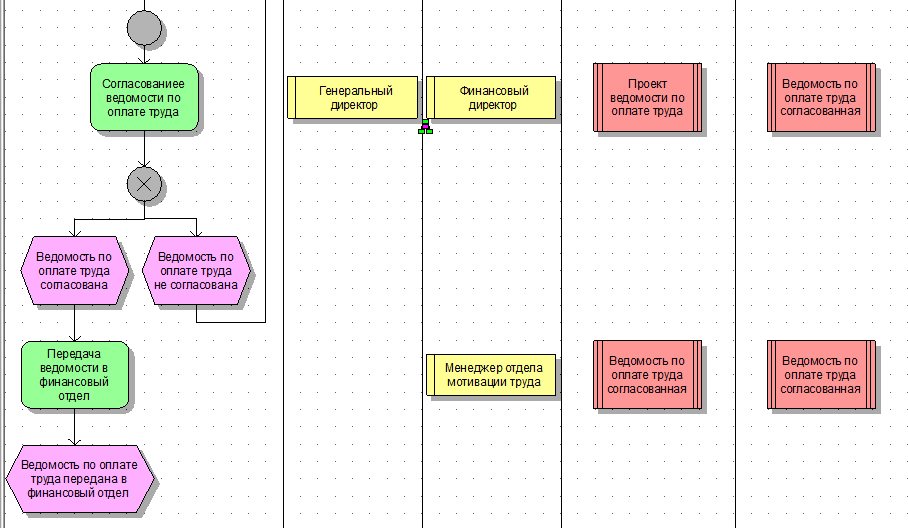 Согласованиее
ведомости по
оплате труда
Генеральный
директор
Финансовый
директор
Проект
ведомости по
оплате труда
Ведомость по
оплате труда
согласованная
Ведомость по
оплате труда
согласована
Ведомость по
оплате труда
не согласована
Передача
ведомости в
финансовый
отдел
Менеджер отдела
мотивации труда
Ведомость по
оплате труда
согласованная
Ведомость по
оплате труда
согласованная
Ведомость по оплате
труда передана в
финансовый отдел